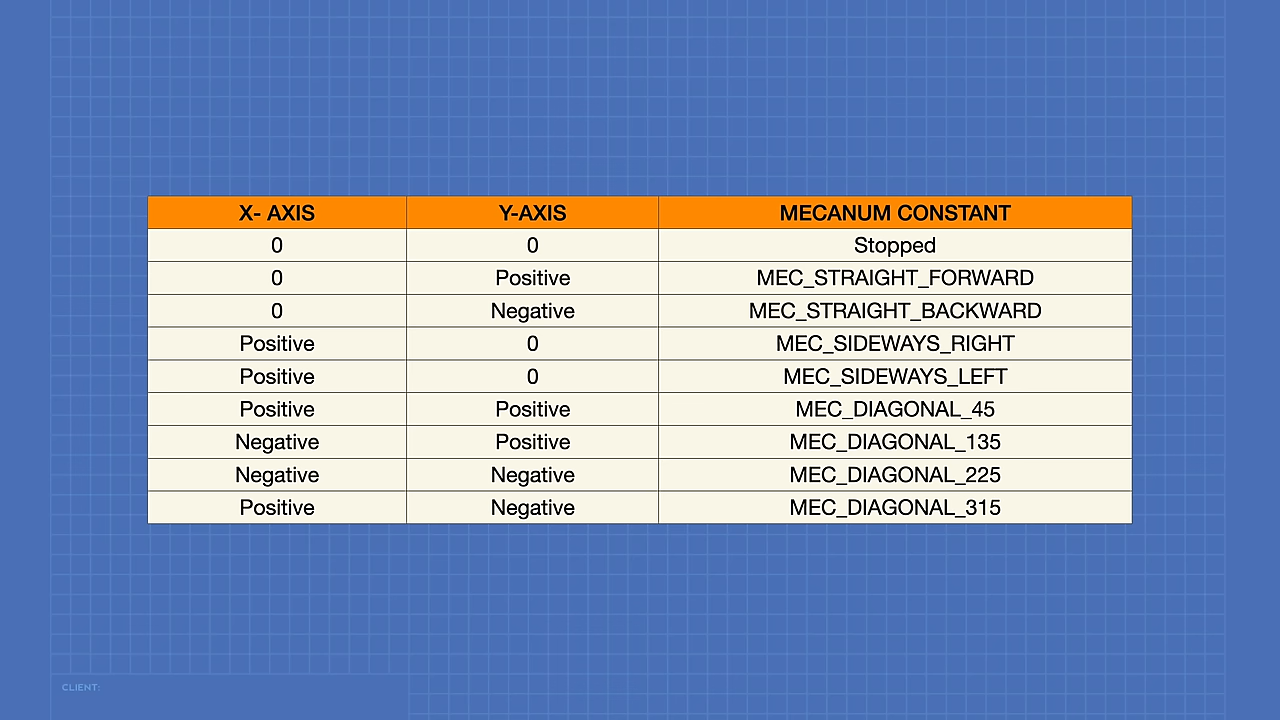 X- AXIS Y-AXIS MECANUM CONSTANT
0 0 Stopped
0 Positive MEC_STRAIGHT_FORWARD
0 Negative MEC_STRAIGHT_BACKWARD
Positive 0 MEC_SIDEWAYS_RIGHT
Positive 0 MEC_SIDEWAYS_LEFT
Positive Positive MEC_DIAGONAL_45
Negative Positive MEC_DIAGONAL_135
Negative Negative MEC_DIAGONAL_225
Positive Negative MEC_DIAGONAL_315
CLIENT: